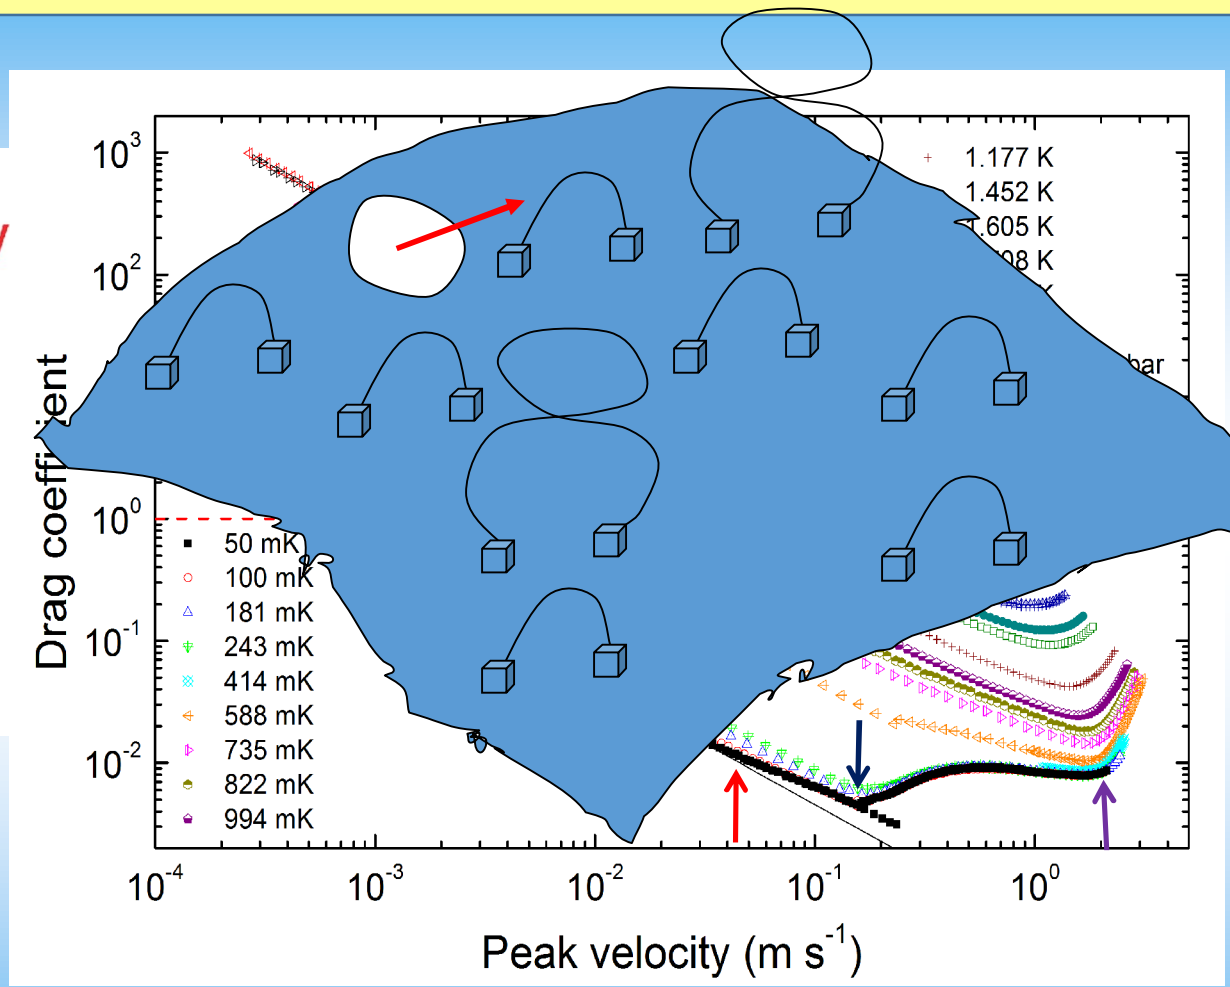 10³
10²
10⁰
10⁻¹
10⁻²
1.177 K
1.452 K
.605 K
08 K
bar
50 mK
100 mK
181 mK
243 mK
414 mK
588 mK
735 mK
822 mK
994 mK
10⁻⁴
10⁻³
10⁻²
10⁻¹
10⁰
Drag coefficient
Peak velocity (m s⁻¹)